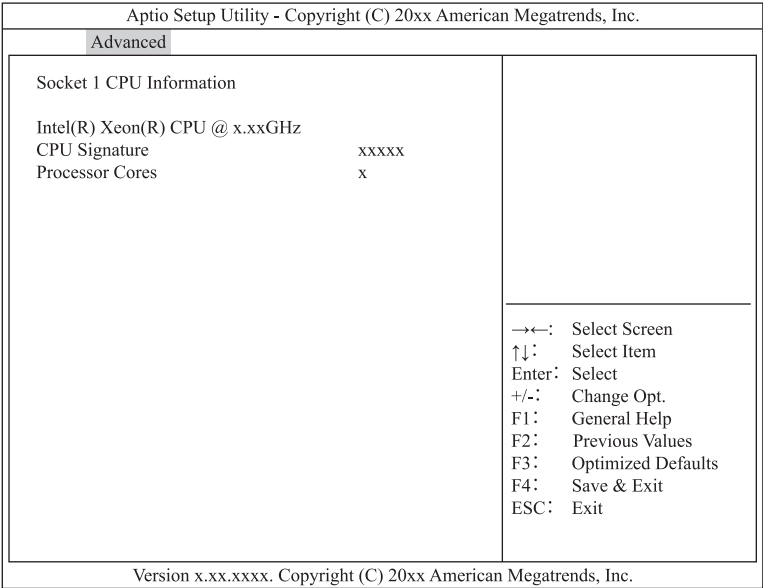 Aptio Setup Utility - Copyright (C) 20xx American Megatrends, Inc.
Advanced
Socket 1 CPU Information
Intel(R) Xeon(R) CPU @ x.xxGHz
CPU Signature xxxxx
Processor Cores x
→←: Select Screen
↑↓: Select Item
Enter: Select
+/-: Change Opt.
F1: General Help
F2: Previous Values
F3: Optimized Defaults
F4: Save & Exit
ESC: Exit
Version x.xx.xxxx. Copyright (C) 20xx American Megatrends, Inc.